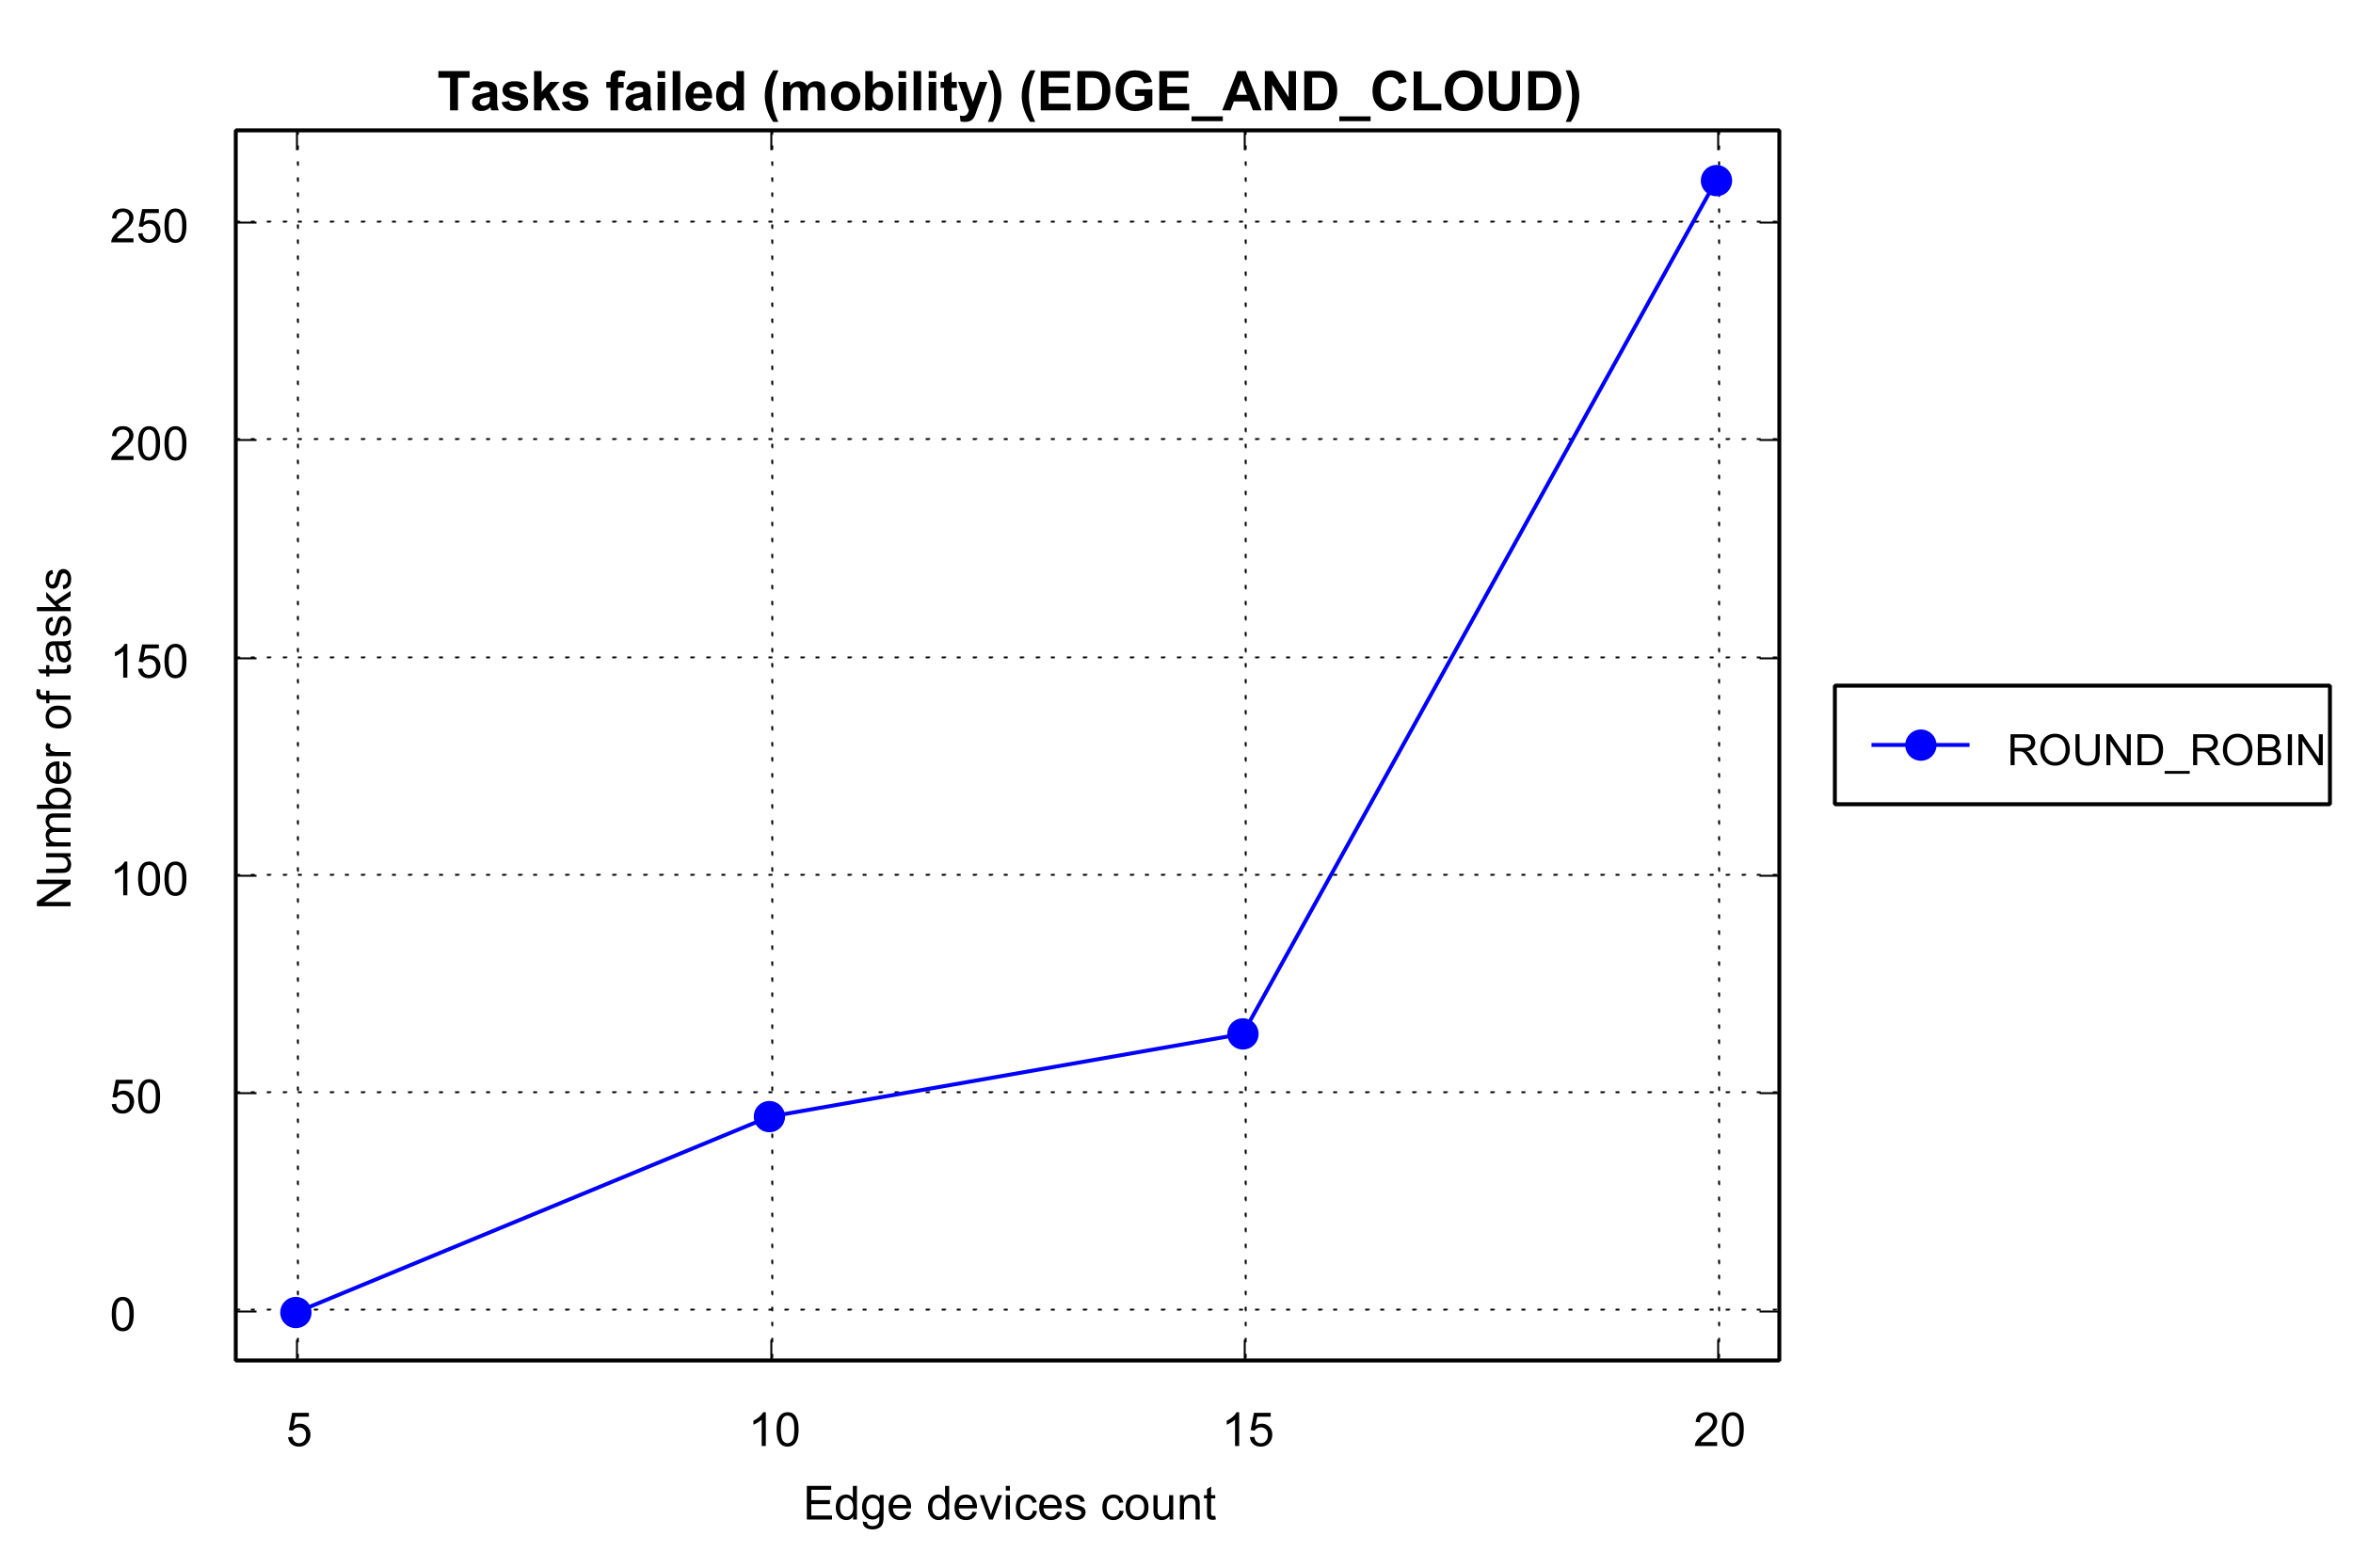 Tasks failed (mobility) (EDGE_AND_CLOUD)
250
200
150
100
50
0
Number of tasks
5 10 15 20
Edge devices count
ROUND_ROBIN